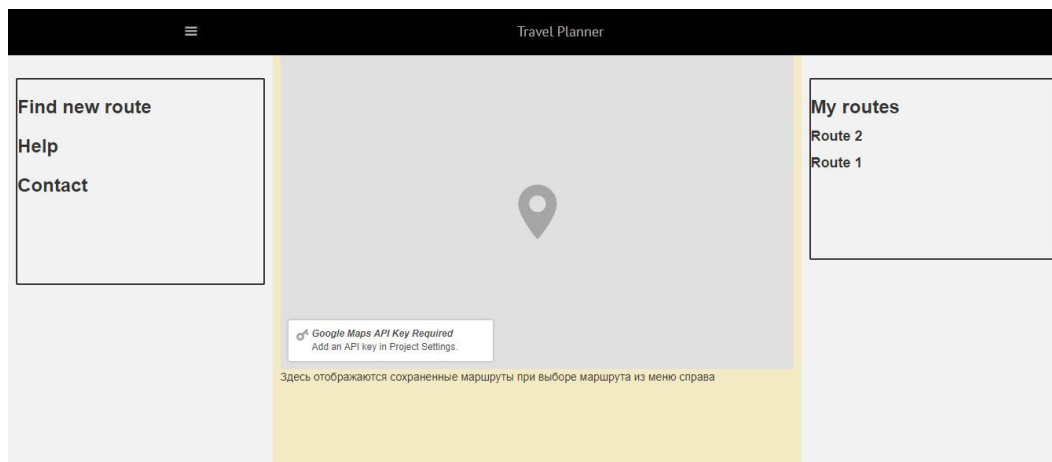 Travel Planner
Find new route
Help
Contact
Google Maps API Key Required
Add an API key in Project Settings.
Здесь отображаются сохраненные маршруты при выборе маршрута из меню справа
My routes
Route 2
Route 1